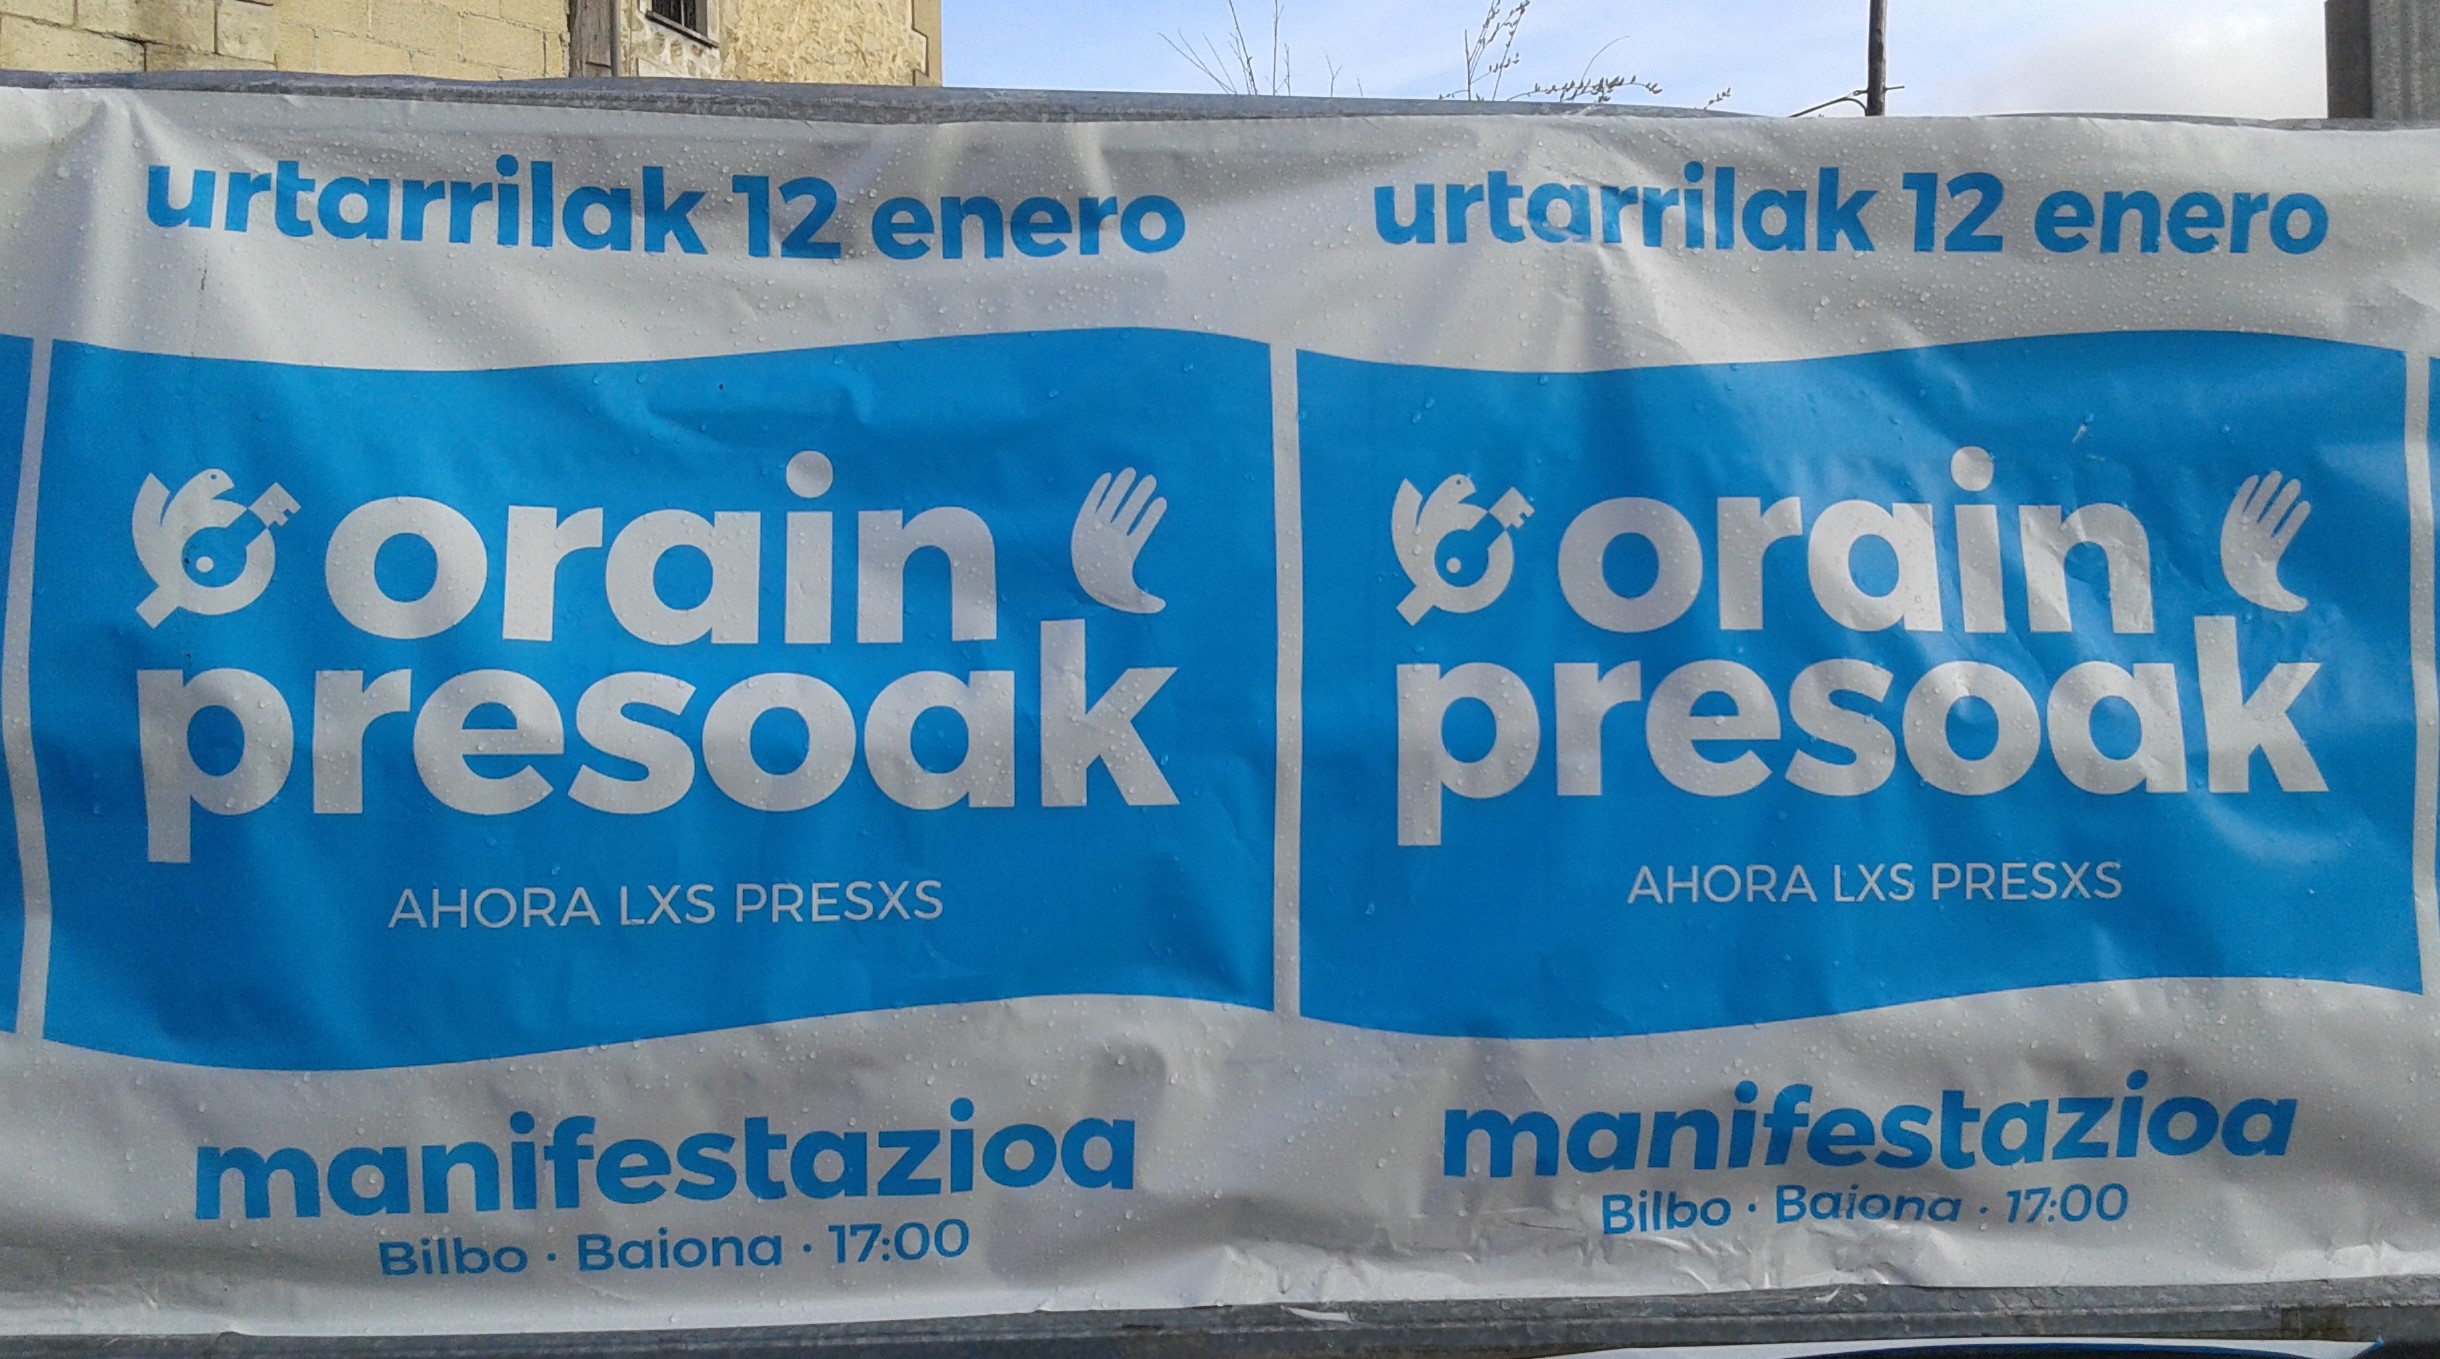 urtarrilak 12 enero
orain
presoak
AHORA LXS PRESXS
manifestazioa
Bilbo · Baiona · 17:00
urtarrilak 12 enero
orain
presoak
AHORA LXS PRESXS
manifestazioa
Bilbo · Baiona · 17:00